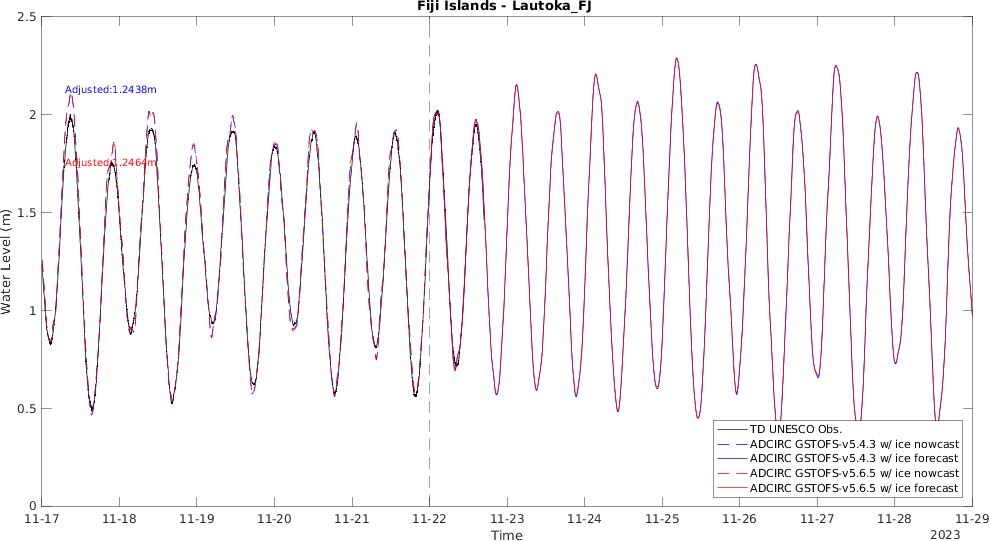 Fiji Islands - Lautoka_FJ
2.5
2
1.5
1
0.5
0
Water Level (m)
Adjusted:1.2438m
Adjusted:1.2464m
TD UNESCO Obs.
ADCIRC GSTOFS-v5.4.3 w/ ice nowcast
ADCIRC GSTOFS-v5.4.3 w/ ice forecast
ADCIRC GSTOFS-v5.6.5 w/ ice nowcast
ADCIRC GSTOFS-v5.6.5 w/ ice forecast
11-17 11-18 11-19 11-20 11-21 11-22 11-23 11-24 11-25 11-26 11-27 11-28 11-29
Time
2023